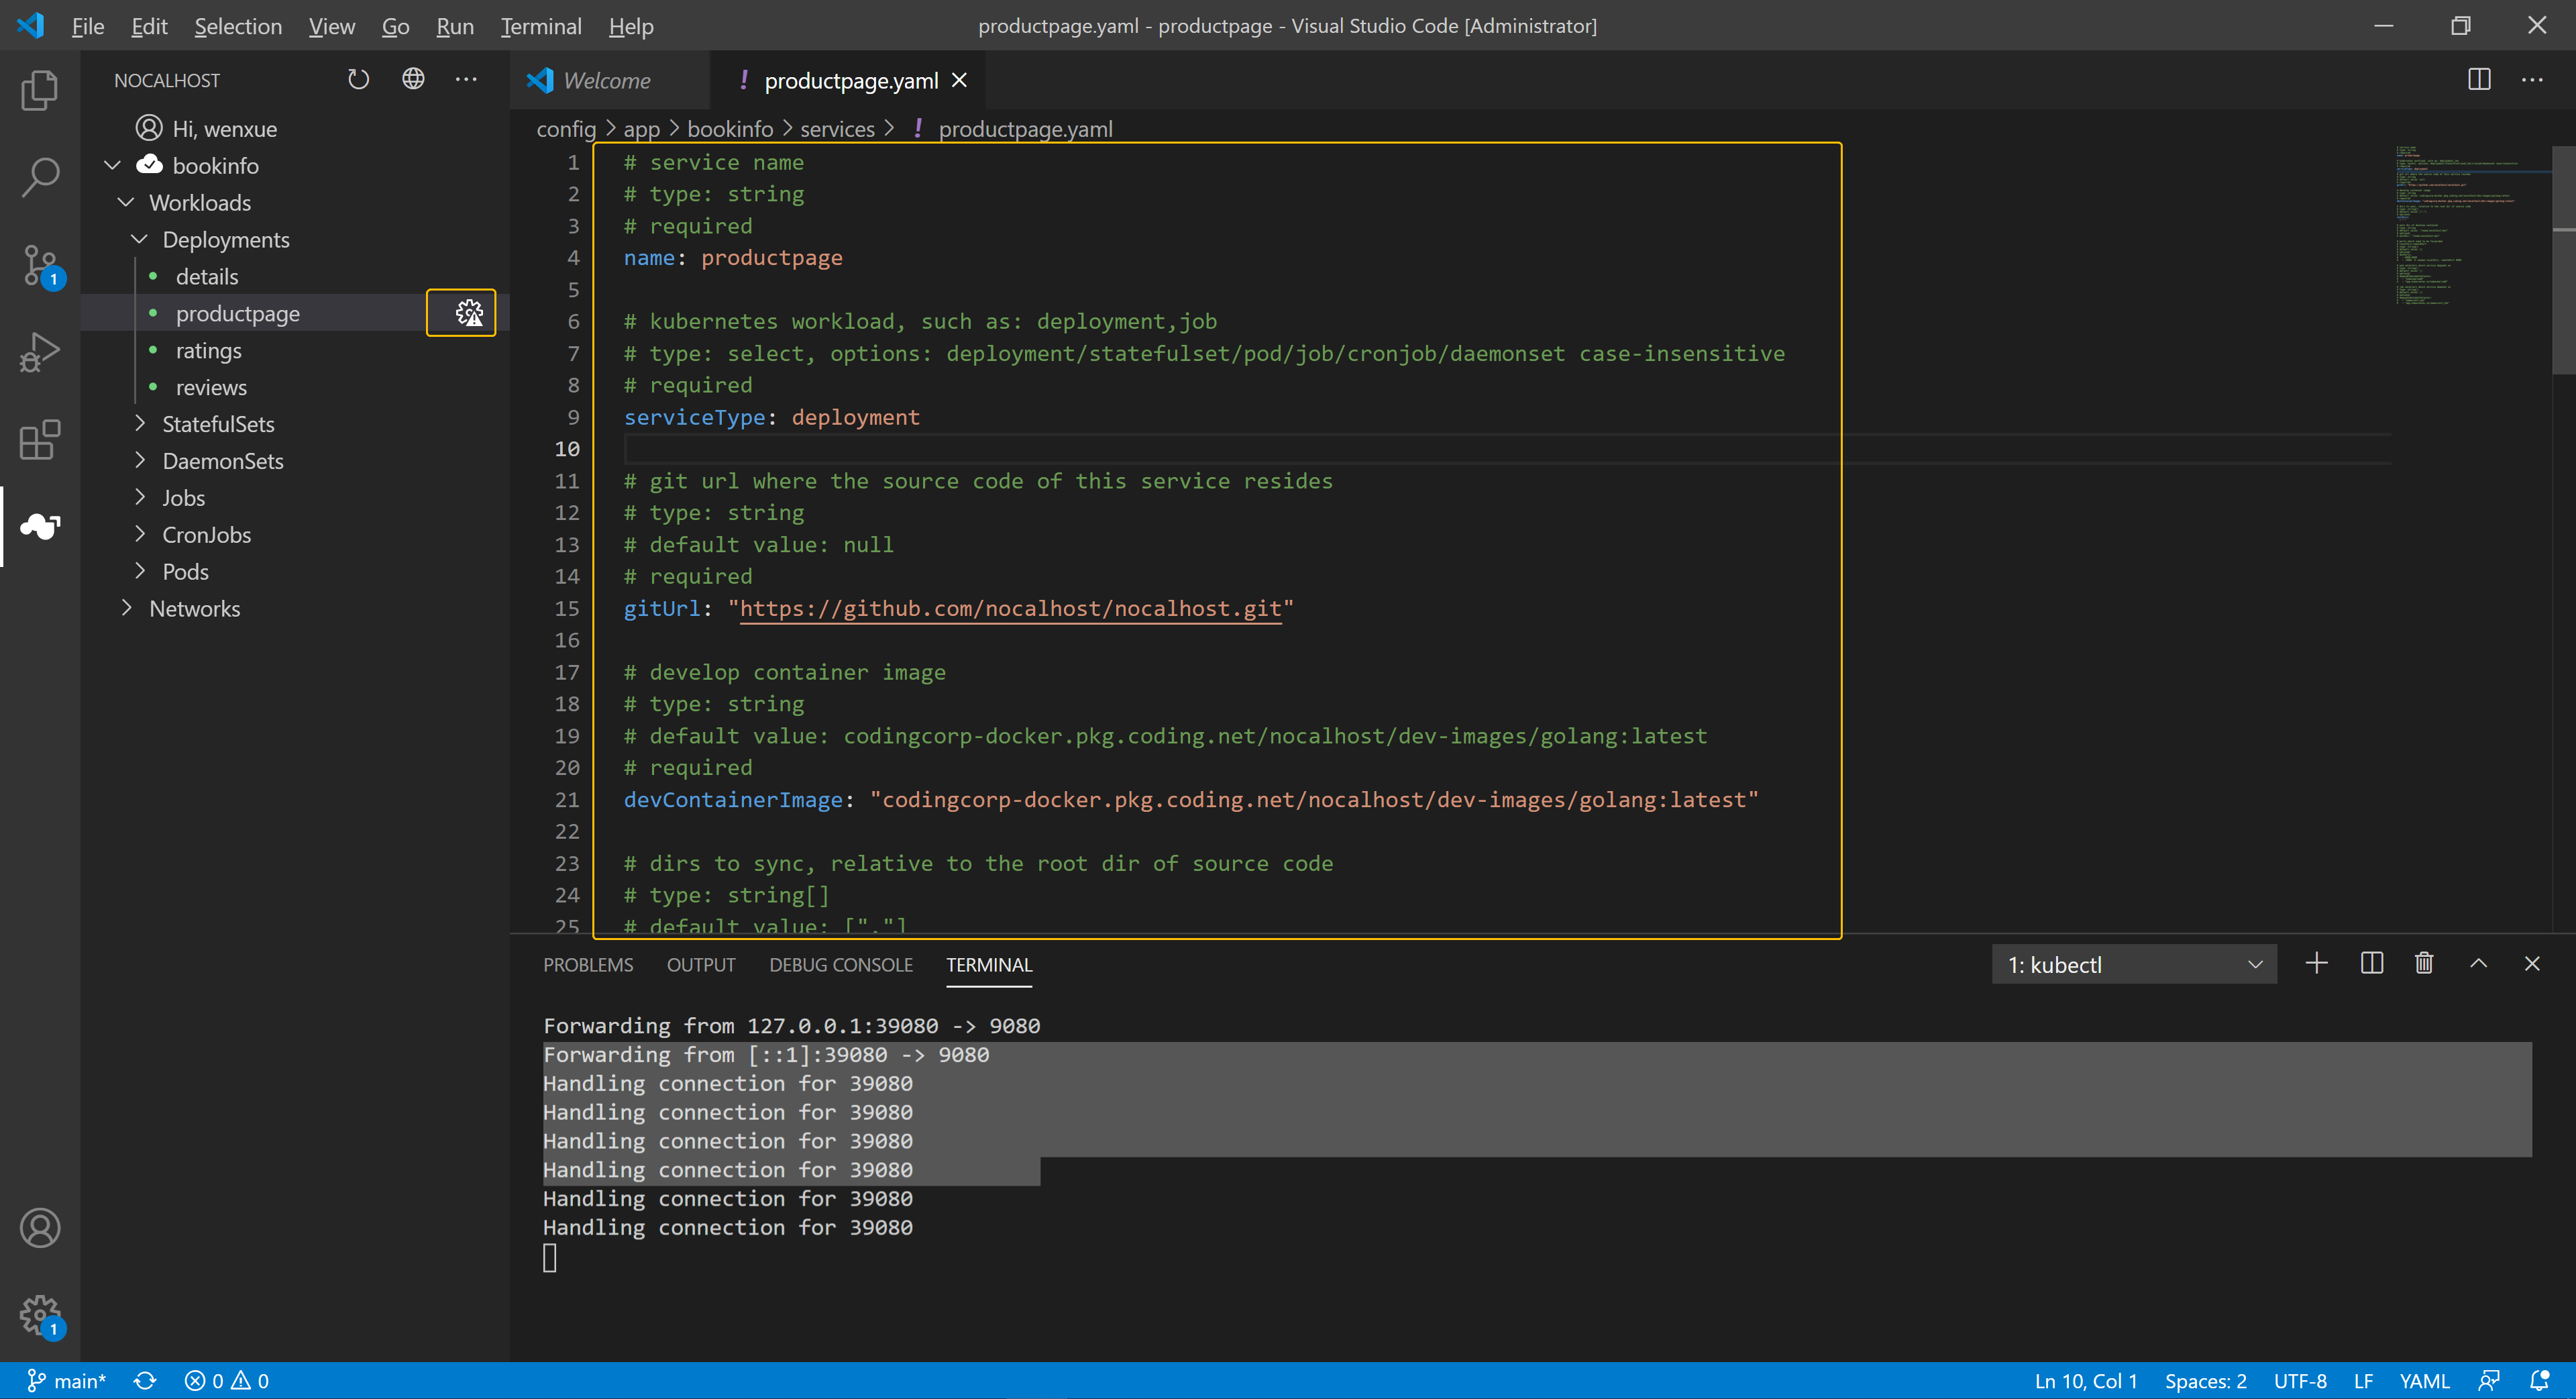 File Edit Selection View Go Run Terminal Help
productpage.yaml - productpage - Visual Studio Code [Administrator]
NOCALHOST
Hi, wenxue
bookinfo
Workloads
Deployments
details
productpage
ratings
reviews
StatefulSets
DaemonSets
Jobs
CronJobs
Pods
Networks
1
1
Welcome
! productpage.yaml
config > app > bookinfo > services > ! productpage.yaml
1 # service name
2 # type: string
3 # required
4 name: productpage
5
6 # kubernetes workload, such as: deployment,job
7 # type: select, options: deployment/statefulset/pod/job/cronjob/daemonset case-insensitive
8 # required
9 serviceType: deployment
10
11 # git url where the source code of this service resides
12 # type: string
13 # default value: null
14 # required
15 gitUrl: "https://github.com/nocalhost/nocalhost.git"
16
17 # develop container image
18 # type: string
19 # default value: codingcorp-docker.pkg.coding.net/nocalhost/dev-images/golang:latest
20 # required
21 devContainerImage: "codingcorp-docker.pkg.coding.net/nocalhost/dev-images/golang:latest"
22
23 # dirs to sync, relative to the root dir of source code
24 # type: string[]
25 # default value: ["."]
PROBLEMS OUTPUT DEBUG CONSOLE TERMINAL
1: kubectl
Forwarding from 127.0.0.1:39080 -> 9080
Forwarding from [::1]:39080 -> 9080
Handling connection for 39080
Handling connection for 39080
Handling connection for 39080
Handling connection for 39080
Handling connection for 39080
Handling connection for 39080
main* 0 0
Ln 10, Col 1 Spaces: 2 UTF-8 LF YAML